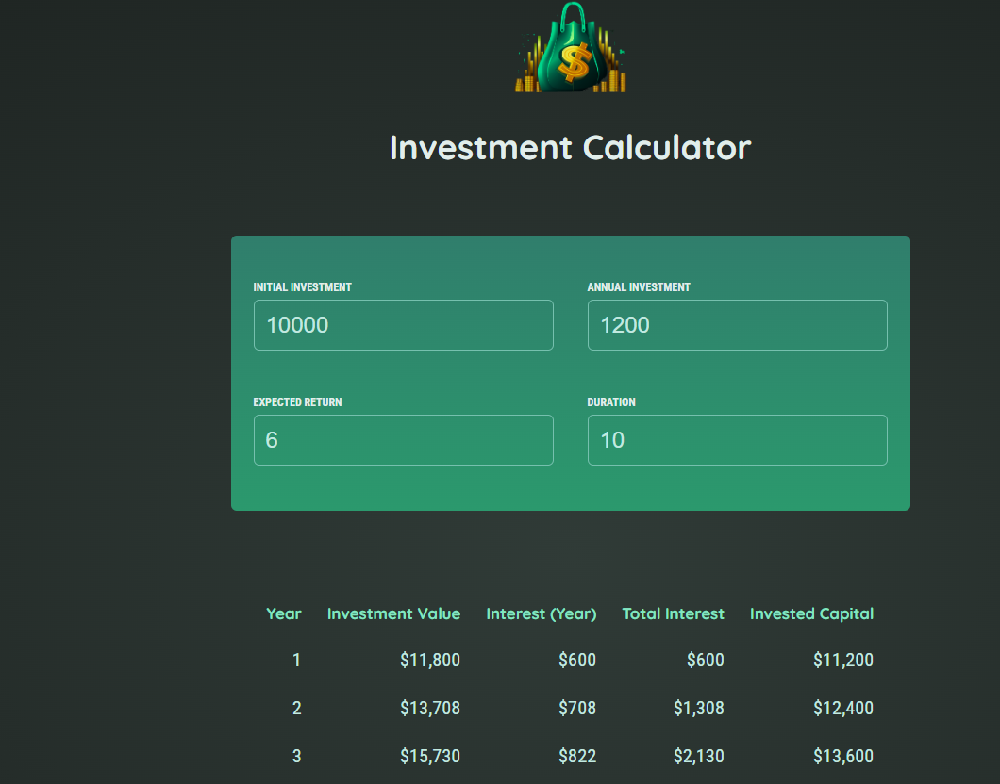 $
Investment Calculator
INITIAL INVESTMENT ANNUAL INVESTMENT
10000 1200
EXPECTED RETURN DURATION
6 10
Year Investment Value Interest (Year) Total Interest Invested Capital
1 $11,800 $600 $600 $11,200
2 $13,708 $708 $1,308 $12,400
3 $15,730 $822 $2,130 $13,600